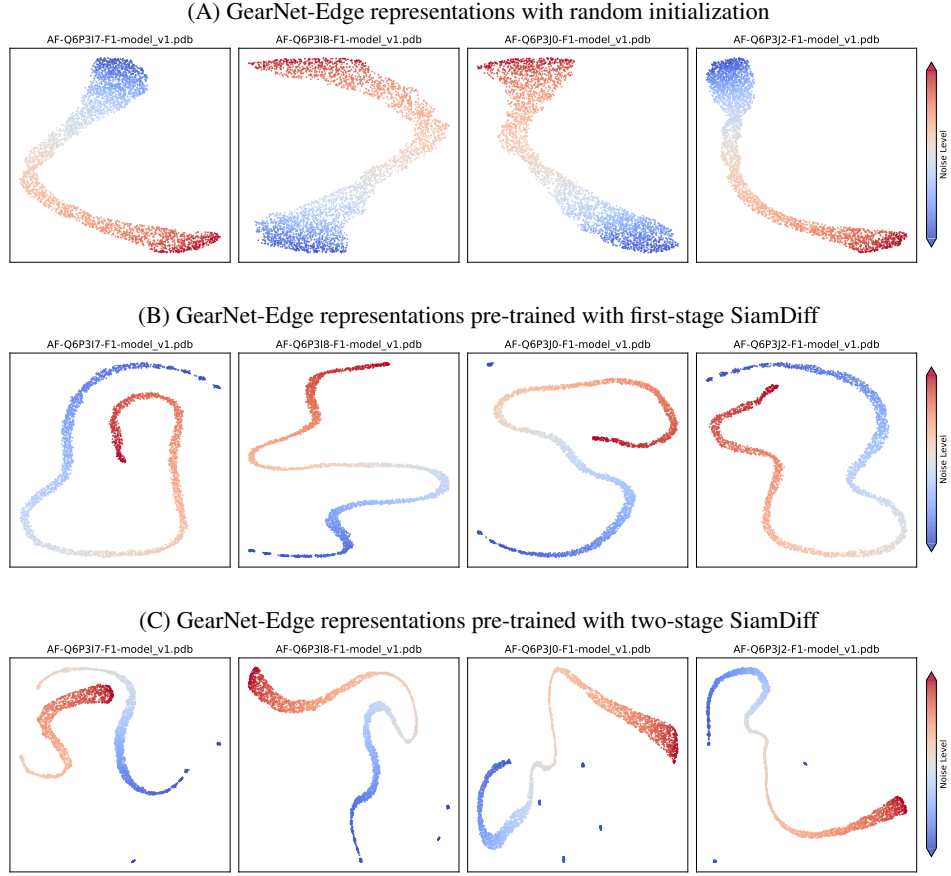 (A) GearNet-Edge representations with random initialization
AF-Q6P3I7-F1-model_v1.pdb AF-Q6P3I8-F1-model_v1.pdb AF-Q6P3J0-F1-model_v1.pdb AF-Q6P3J2-F1-model_v1.pdb
Noise Level
(B) GearNet-Edge representations pre-trained with first-stage SiamDiff
AF-Q6P3I7-F1-model_v1.pdb AF-Q6P3I8-F1-model_v1.pdb AF-Q6P3J0-F1-model_v1.pdb AF-Q6P3J2-F1-model_v1.pdb
Noise Level
(C) GearNet-Edge representations pre-trained with two-stage SiamDiff
AF-Q6P3I7-F1-model_v1.pdb AF-Q6P3I8-F1-model_v1.pdb AF-Q6P3J0-F1-model_v1.pdb AF-Q6P3J2-F1-model_v1.pdb
Noise Level